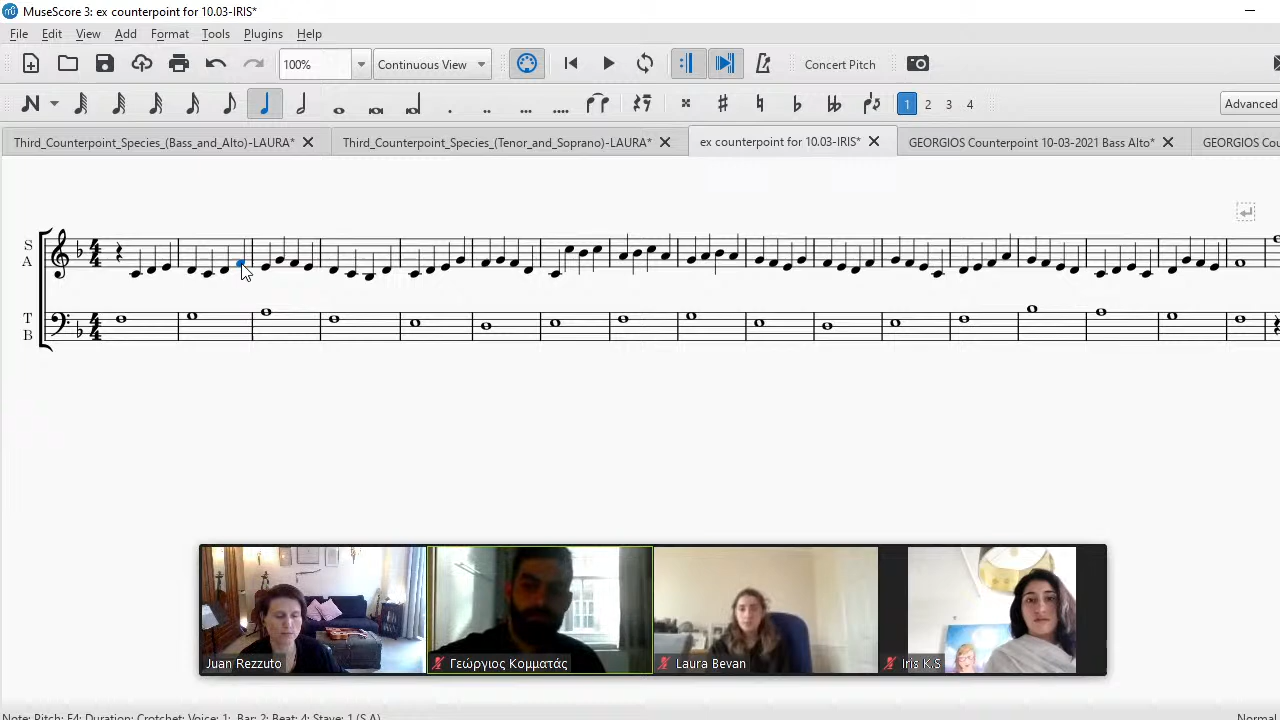 MuseScore 3: ex counterpoint for 10.03-IRIS*
File Edit View Add Format Tools Plugins Help
100% Continuous View Concert Pitch
1 2 3 4 Advanced
Third_Counterpoint_Species_(Bass_and_Alto)-LAURA* Third_Counterpoint_Species_(Tenor_and_Soprano)-LAURA* ex counterpoint for 10.03-IRIS* GEORGIOS Counterpoint 10-03-2021 Bass Alto* GEORGIOS Cou
S
A
T
B
Juan Rezzuto Γεώργιος Κομματάς Laura Bevan Iris K.S
Note; Pitch: F4; Duration: Crotchet; Voice: 1; Bar: 2; Beat: 4; Stave: 1 (S A) Normal